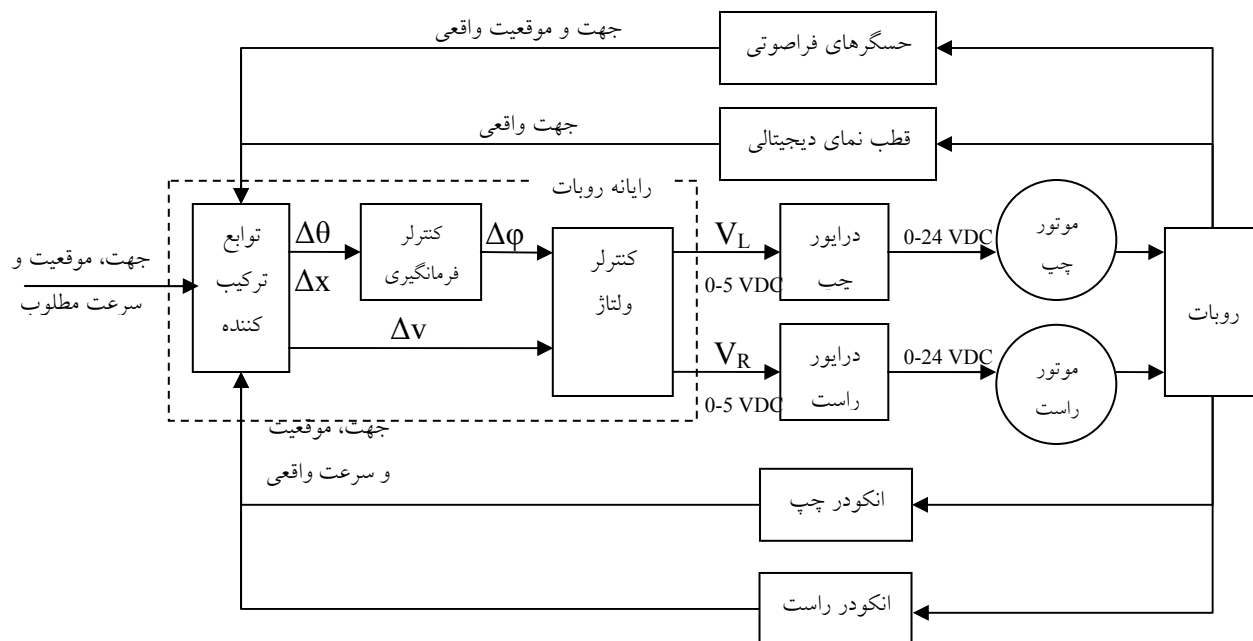 جهت و موقعیت واقعی
حسگرهای فراصوتی
جهت واقعی
قطب نمای دیجیتالی
رایانه روبات
جهت، موقعیت و
سرعت مطلوب
توابع
ترکیب
کننده
Δθ
Δx
کنترلر
فرمانگیری
Δφ
Δv
کنترلر
ولتاژ
V_L
0-5 VDC
درایور
چپ
0-24 VDC
موتور
چپ
V_R
0-5 VDC
درایور
راست
0-24 VDC
موتور
راست
روبات
جهت، موقعیت
و سرعت واقعی
انکودر چپ
انکودر راست